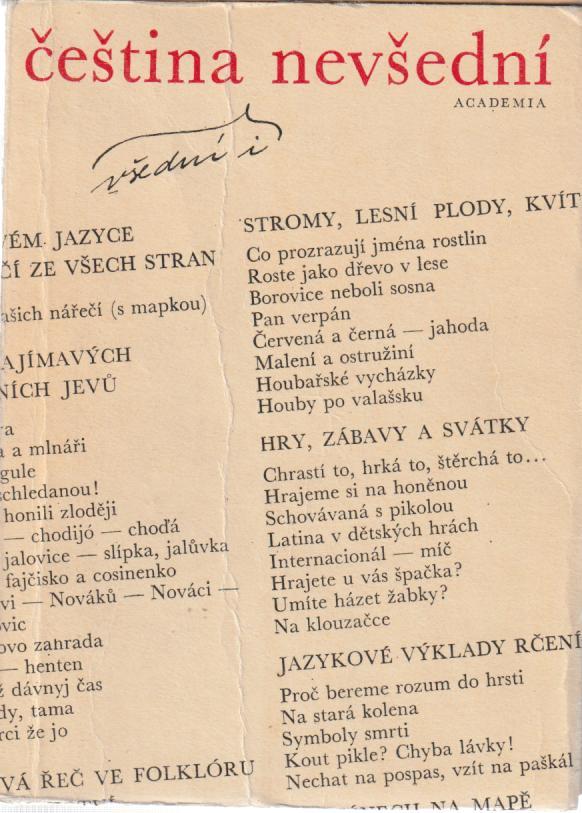 čeština nevšední
ACADEMIA
všední i
VÉM JAZYCE
ČÍ ZE VŠECH STRAN
ašich nářečí (s mapkou)
AJÍMAVÝCH
NÍCH JEVŮ
va
a a mlnáři
gule
schledanou!
honili zloději
— chodijó — choďá
jalovice — slípka, jalůvka
fajčisko a cosinenko
vi — Nováků — Nováci —
ovic
ovo zahrada
— henten
ž dávnyj čas
dy, tama
rci že jo
VÁ ŘEČ VE FOLKLÓRU
STROMY, LESNÍ PLODY, KVÍT
Co prozrazují jména rostlin
Roste jako dřevo v lese
Borovice neboli sosna
Pan verpán
Červená a černá — jahoda
Malení a ostružiní
Houbařské vycházky
Houby po valašsku
HRY, ZÁBAVY A SVÁTKY
Chrastí to, hrká to, štěrchá to...
Hrajeme si na honěnou
Schovávaná s pikolou
Latina v dětských hrách
Internacionál — míč
Hrajete u vás špačka?
Umíte házet žabky?
Na klouzačce
JAZYKOVÉ VÝKLADY RČENÍ
Proč bereme rozum do hrsti
Na stará kolena
Symboly smrti
Kout pikle? Chyba lávky!
Nechat na pospas, vzít na paškál
NA MAPĚ